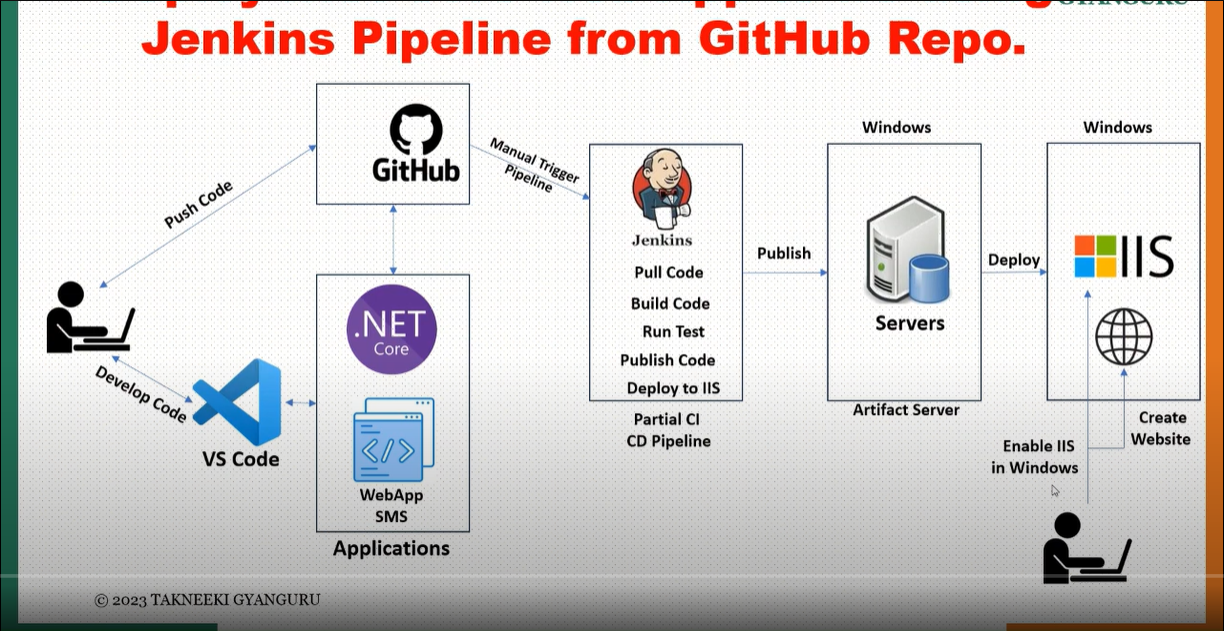 Jenkins Pipeline from GitHub Repo.
GitHub
Manual Trigger
Pipeline
Push Code
Develop Code
VS Code
.NET
Core
WebApp
SMS
Applications
Jenkins
Pull Code
Build Code
Run Test
Publish Code
Deploy to IIS
Partial CI
CD Pipeline
Publish
Windows
Servers
Artifact Server
Deploy
Windows
IIS
Create
Website
Enable IIS
in Windows
© 2023 TAKNEEKI GYANGURU